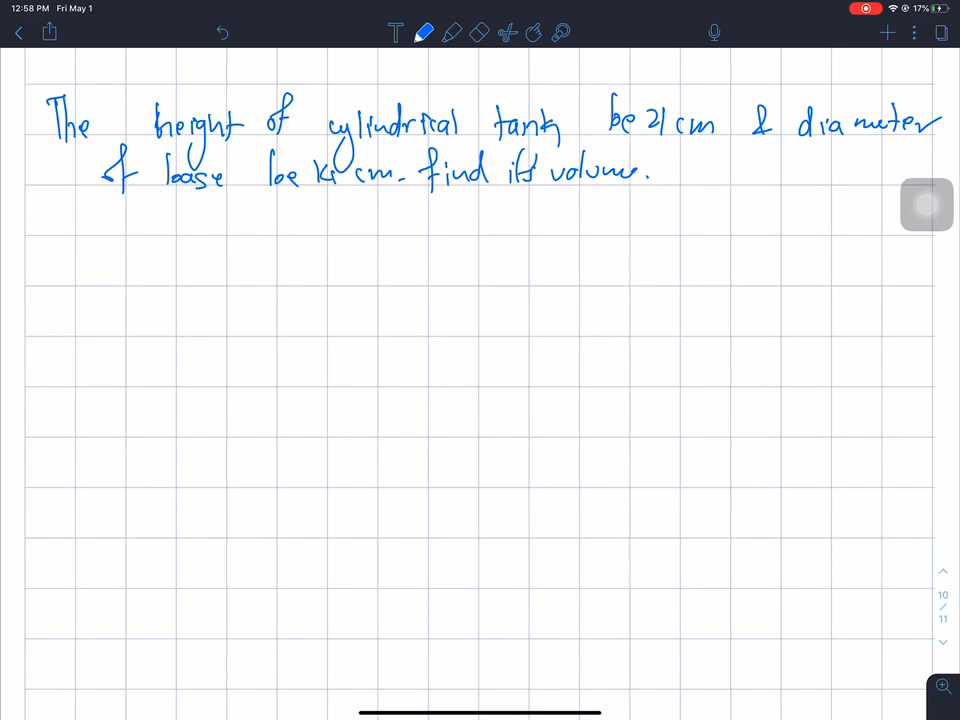 12:58 PM Fri May 1
17%
T
The height of cylindrical tank be 21 cm & diameter
of base be cm. find its volume.
10
/
11